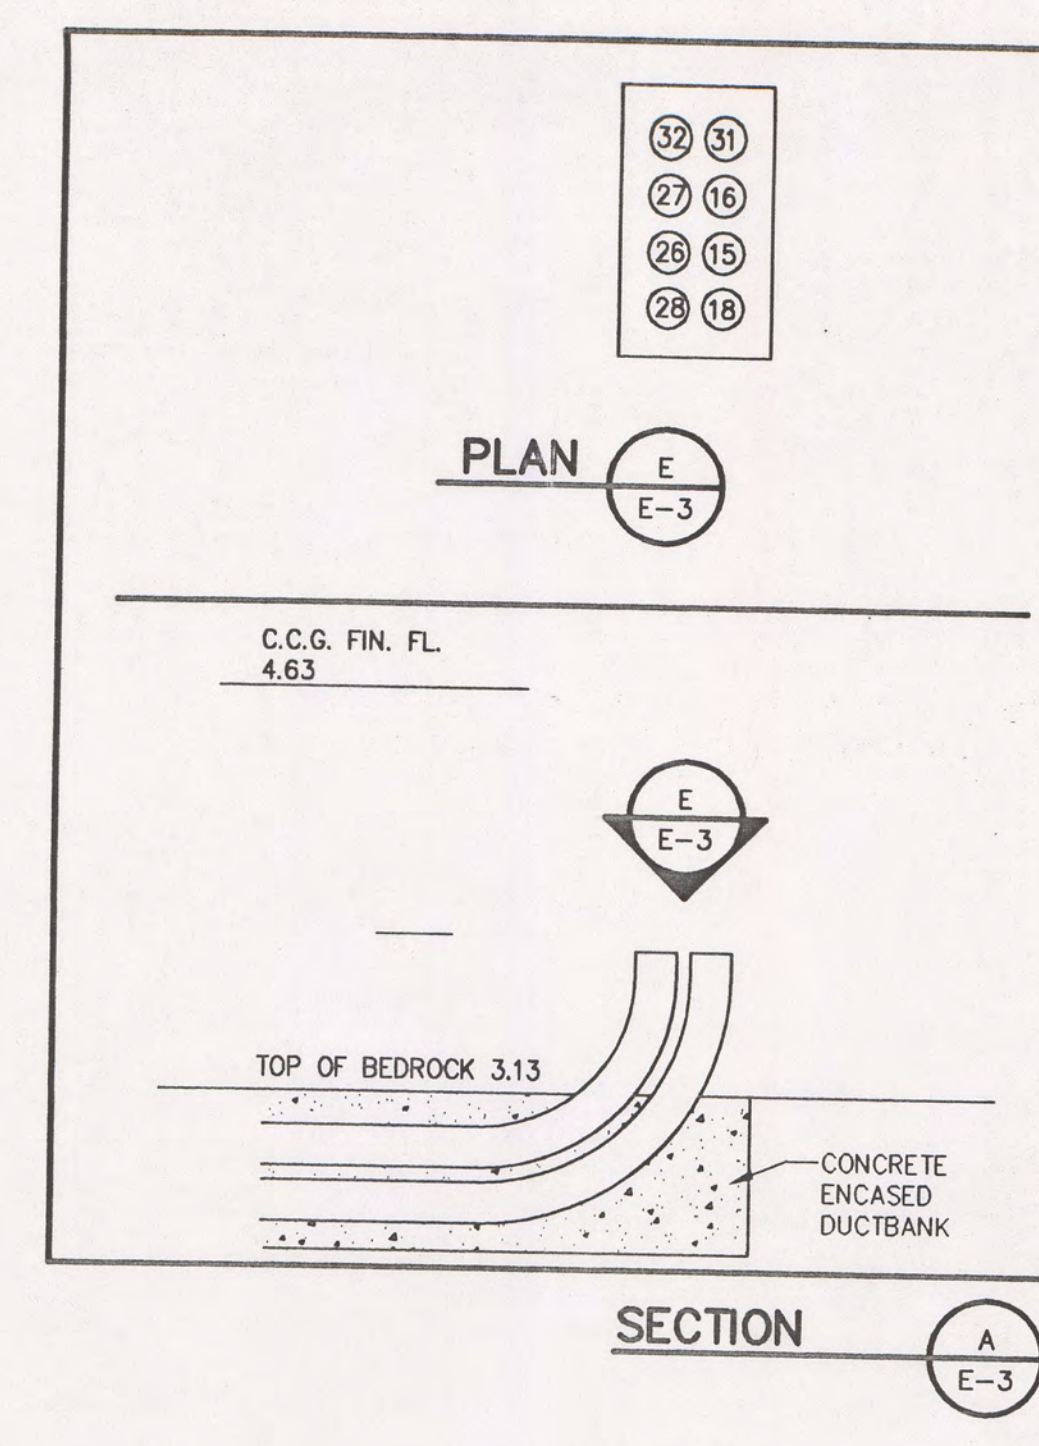 32 31
27 16
26 15
28 18
PLAN
E
E-3
C.C.G. FIN. FL.
4.63
E
E-3
TOP OF BEDROCK 3.13
CONCRETE
ENCASED
DUCTBANK
SECTION
A
E-3